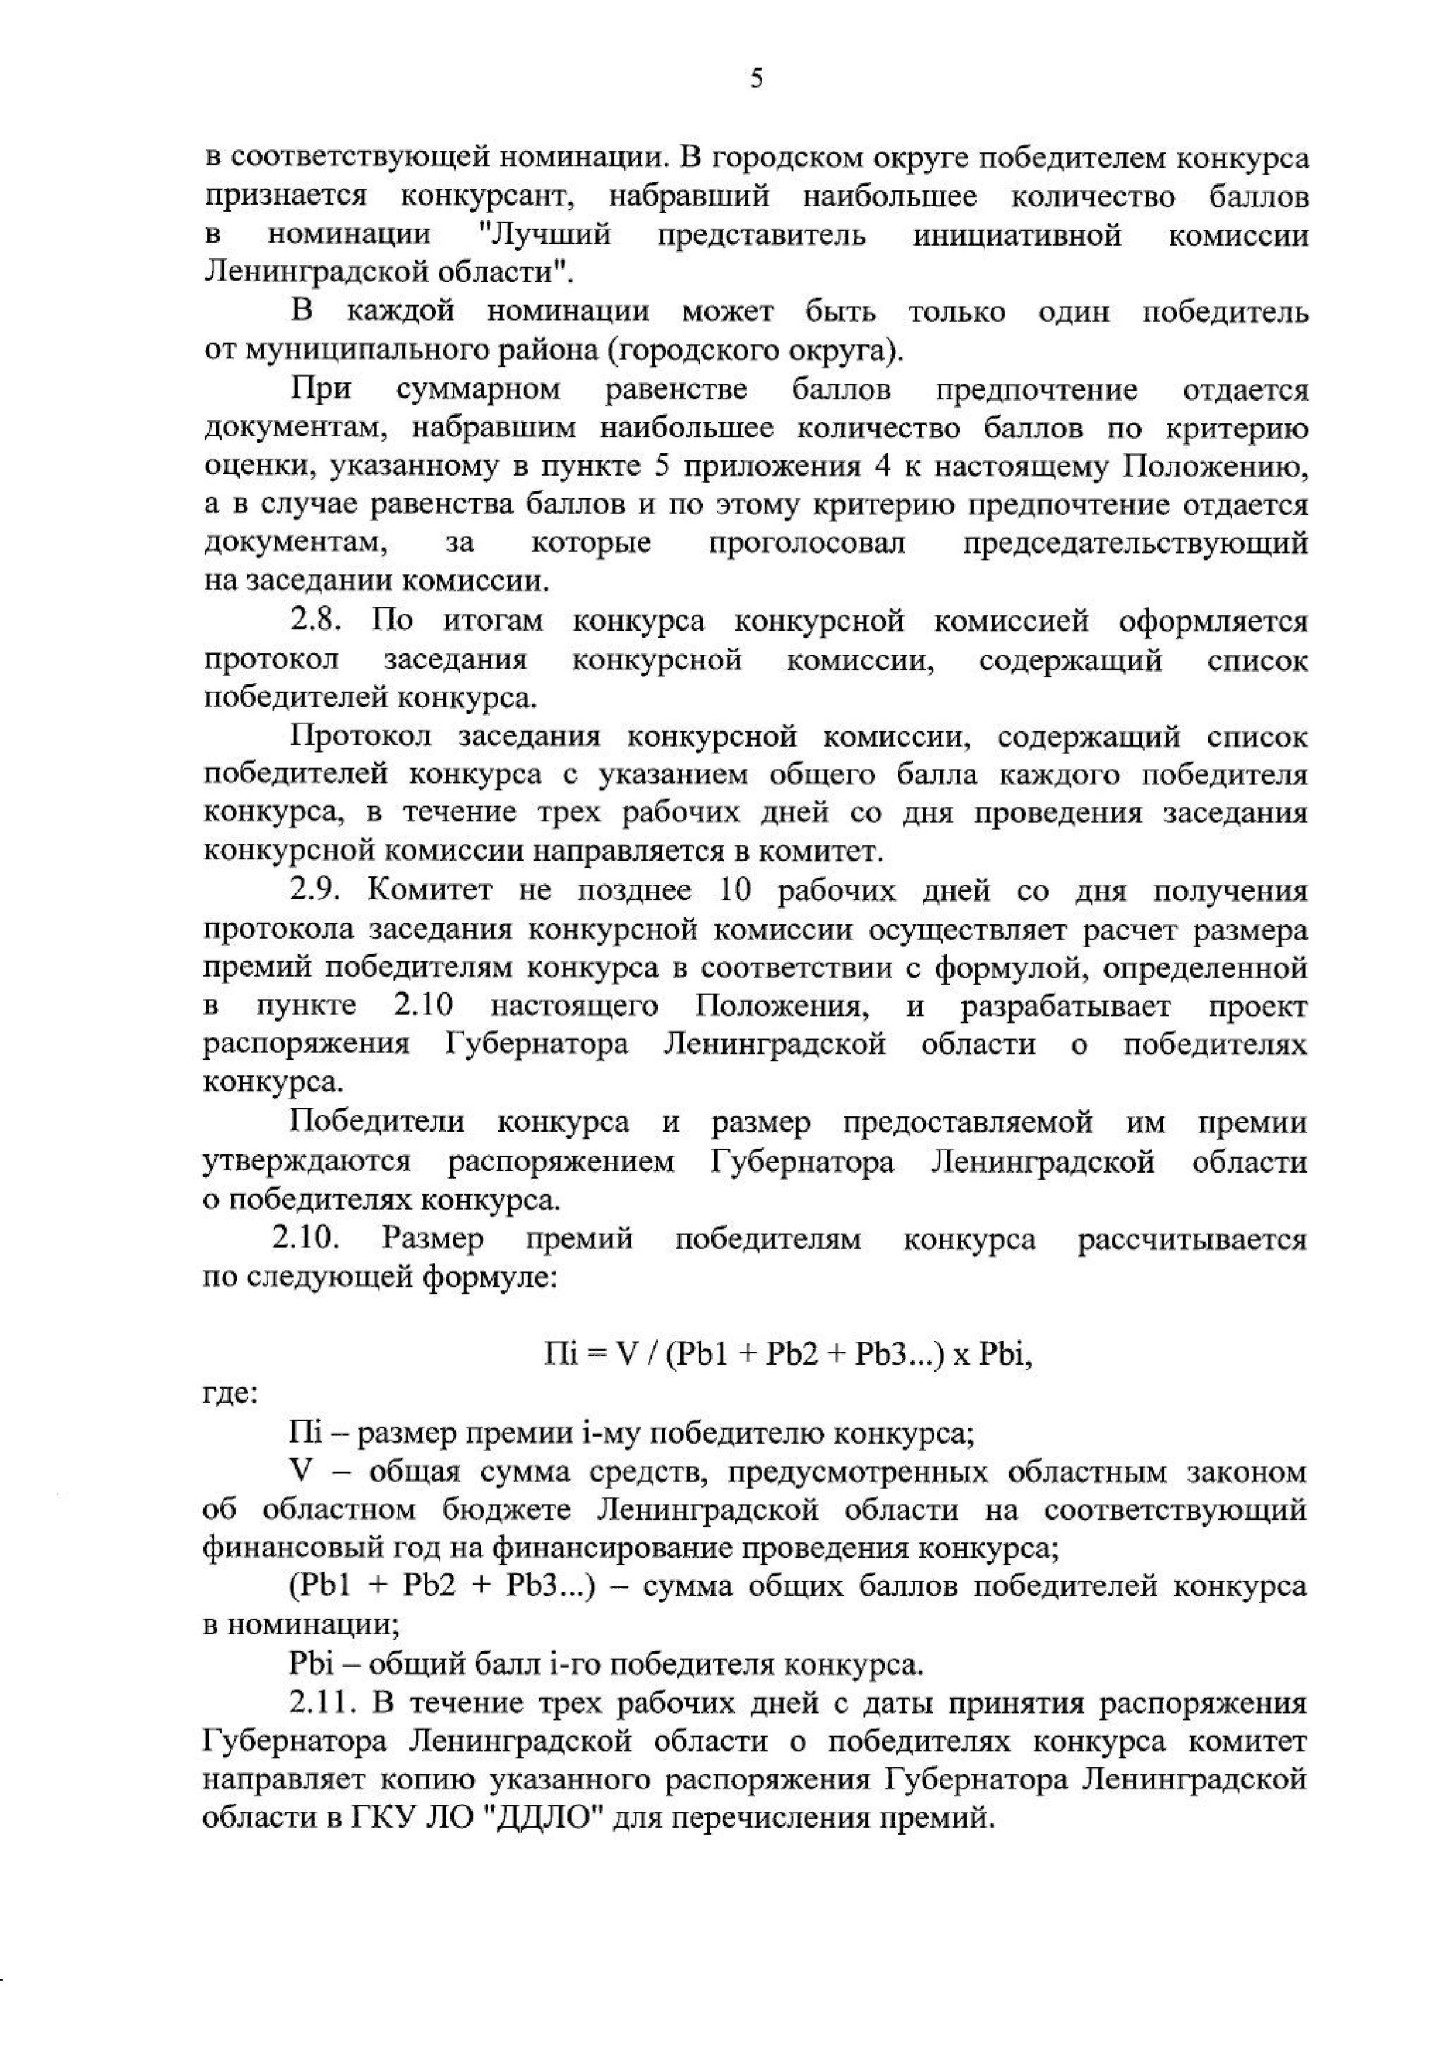 5
в соответствующей номинации. В городском округе победителем конкурса
признается конкурсант, набравший наибольшее количество баллов
в номинации "Лучший представитель инициативной комиссии
Ленинградской области".
В каждой номинации может быть только один победитель
от муниципального района (городского округа).
При суммарном равенстве баллов предпочтение отдается
документам, набравшим наибольшее количество баллов по критерию
оценки, указанному в пункте 5 приложения 4 к настоящему Положению,
а в случае равенства баллов и по этому критерию предпочтение отдается
документам, за которые проголосовал председательствующий
на заседании комиссии.
2.8. По итогам конкурса конкурсной комиссией оформляется
протокол заседания конкурсной комиссии, содержащий список
победителей конкурса.
Протокол заседания конкурсной комиссии, содержащий список
победителей конкурса с указанием общего балла каждого победителя
конкурса, в течение трех рабочих дней со дня проведения заседания
конкурсной комиссии направляется в комитет.
2.9. Комитет не позднее 10 рабочих дней со дня получения
протокола заседания конкурсной комиссии осуществляет расчет размера
премий победителям конкурса в соответствии с формулой, определенной
в пункте 2.10 настоящего Положения, и разрабатывает проект
распоряжения Губернатора Ленинградской области о победителях
конкурса.
Победители конкурса и размер предоставляемой им премии
утверждаются распоряжением Губернатора Ленинградской области
о победителях конкурса.
2.10. Размер премий победителям конкурса рассчитывается
по следующей формуле:
Пi = V / (Pb1 + Pb2 + Pb3...) x Pbi,
где:
Пi – размер премии i-му победителю конкурса;
V – общая сумма средств, предусмотренных областным законом
об областном бюджете Ленинградской области на соответствующий
финансовый год на финансирование проведения конкурса;
(Pb1 + Pb2 + Pb3...) – сумма общих баллов победителей конкурса
в номинации;
Pbi – общий балл i-го победителя конкурса.
2.11. В течение трех рабочих дней с даты принятия распоряжения
Губернатора Ленинградской области о победителях конкурса комитет
направляет копию указанного распоряжения Губернатора Ленинградской
области в ГКУ ЛО "ДДЛО" для перечисления премий.